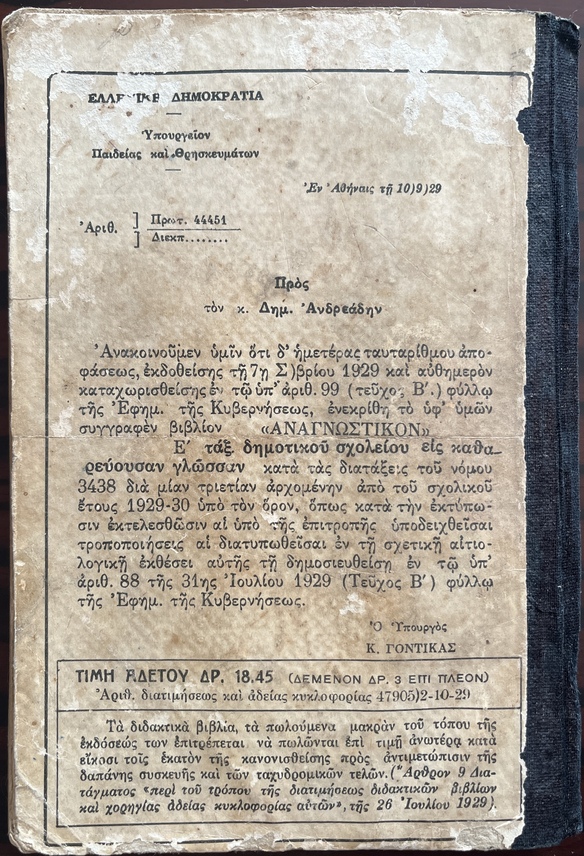 ΕΛΛΗΝΙΚΗ ΔΗΜΟΚΡΑΤΙΑ
Ὑπουργεῖον
Παιδείας καὶ Θρησκευμάτων
Ἐν Ἀθήναις τῇ 10)9)29
Ἀριθ. ] Πρωτ. 44451
] Διεκπ........
Πρὸς
τὸν κ. Δημ. Ἀνδρεάδην
Ἀνακοινοῦμεν ὑμῖν ὅτι δ' ἡμετέρας ταυταρίθμου ἀπο-
φάσεως, ἐκδοθείσης τῇ 7ῃ Σ)βρίου 1929 καὶ αὐθημερὸν
καταχωρισθείσης ἐν τῷ ὑπ' ἀριθ. 99 (τεῦχος Β'.) φύλλῳ
τῆς Ἐφημ. τῆς Κυβερνήσεως, ἐνεκρίθη τὸ ὑφ' ὑμῶν
συγγραφὲν βιβλίον «ΑΝΑΓΝΩΣΤΙΚΟΝ»
Ε' τάξ. δημοτικοῦ σχολείου εἰς καθα-
ρεύουσαν γλῶσσαν κατὰ τὰς διατάξεις τοῦ νόμου
3438 διὰ μίαν τριετίαν ἀρχομένην ἀπὸ τοῦ σχολικοῦ
ἔτους 1929-30 ὑπὸ τὸν ὅρον, ὅπως κατὰ τὴν ἐκτύπω-
σιν ἐκτελεσθῶσιν αἱ ὑπὸ τῆς ἐπιτροπῆς ὑποδειχθεῖσαι
τροποποιήσεις αἱ διατυπωθεῖσαι ἐν τῇ σχετικῇ αἰτιο-
λογικῇ ἐκθέσει αὐτῆς τῇ δημοσιευθείσῃ ἐν τῷ ὑπ'
ἀριθ. 88 τῆς 31ης Ἰουλίου 1929 (Τεῦχος Β') φύλλῳ
τῆς Ἐφημ. τῆς Κυβερνήσεως.
Ὁ Ὑπουργὸς
Κ. ΓΟΝΤΙΚΑΣ
ΤΙΜΗ ΑΔΕΤΟΥ ΔΡ. 18.45 (ΔΕΜΕΝΟΝ ΔΡ. 3 ΕΠΙ ΠΛΕΟΝ)
Ἀριθ. διατιμήσεως καὶ ἀδείας κυκλοφορίας 47905)2-10-29
Τὰ διδακτικὰ βιβλία, τὰ πωλούμενα μακρὰν τοῦ τόπου τῆς
ἐκδόσεώς των ἐπιτρέπεται νὰ πωλῶνται ἐπὶ τιμῇ ἀνωτέρᾳ κατὰ
εἴκοσι τοῖς ἑκατὸν τῆς κανονισθείσης πρὸς ἀντιμετώπισιν τῆς
δαπάνης συσκευῆς καὶ τῶν ταχυδρομικῶν τελῶν. (Ἄρθρον 9 Δια-
τάγματος «περὶ τοῦ τρόπου τῆς διατιμήσεως διδακτικῶν βιβλίων
καὶ χορηγίας ἀδείας κυκλοφορίας αὐτῶν», τῆς 26 Ἰουλίου 1929).